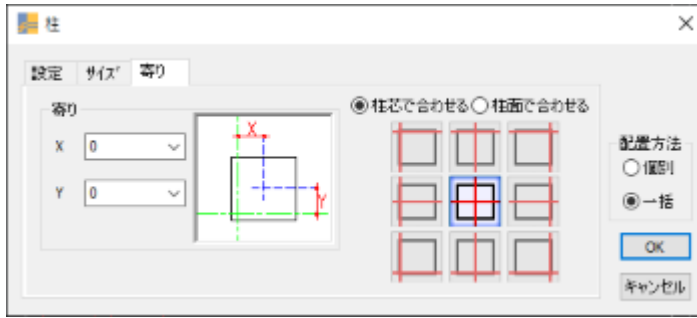 柱
設定 ｻｲｽﾞ 寄り
寄り
X 0
Y 0
X
Y
柱芯で合わせる 柱面で合わせる
配置方法
個別
一括
OK
キャンセル